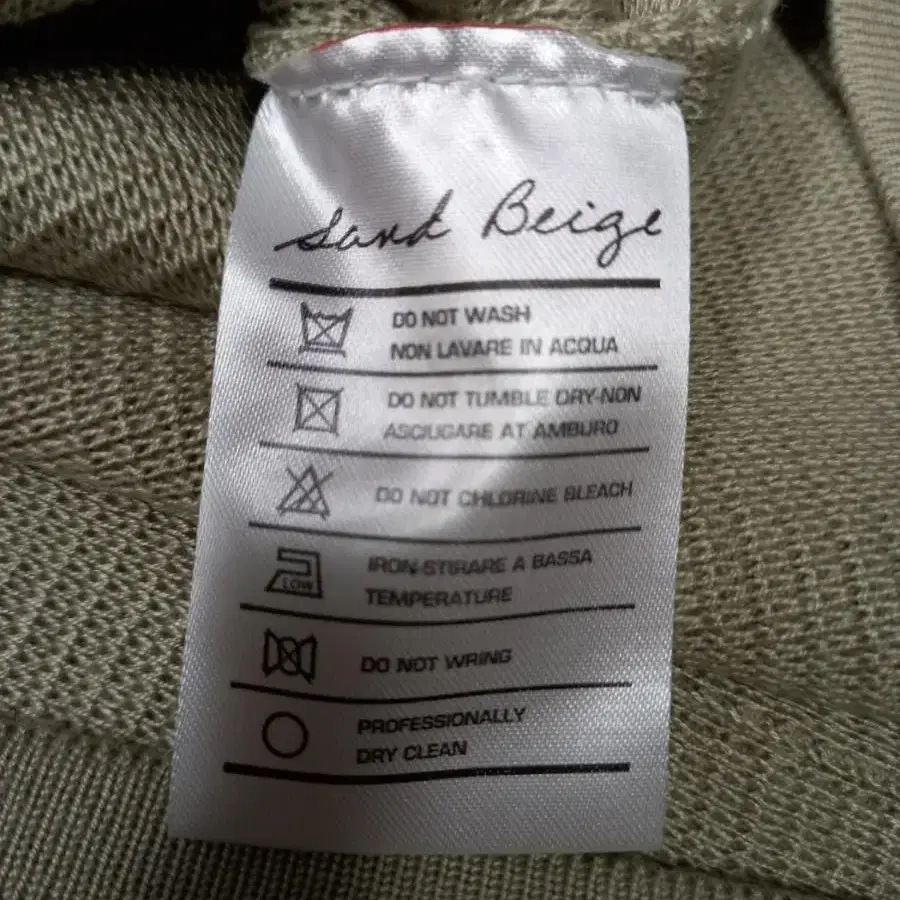 Sand Beige
DO NOT WASH
NON LAVARE IN ACQUA
DO NOT TUMBLE DRY-NON
ASCIUGARE AT AMBURO
DO NOT CHLORINE BLEACH
LOW
IRON-STIRARE A BASSA
TEMPERATURE
DO NOT WRING
PROFESSIONALLY
DRY CLEAN